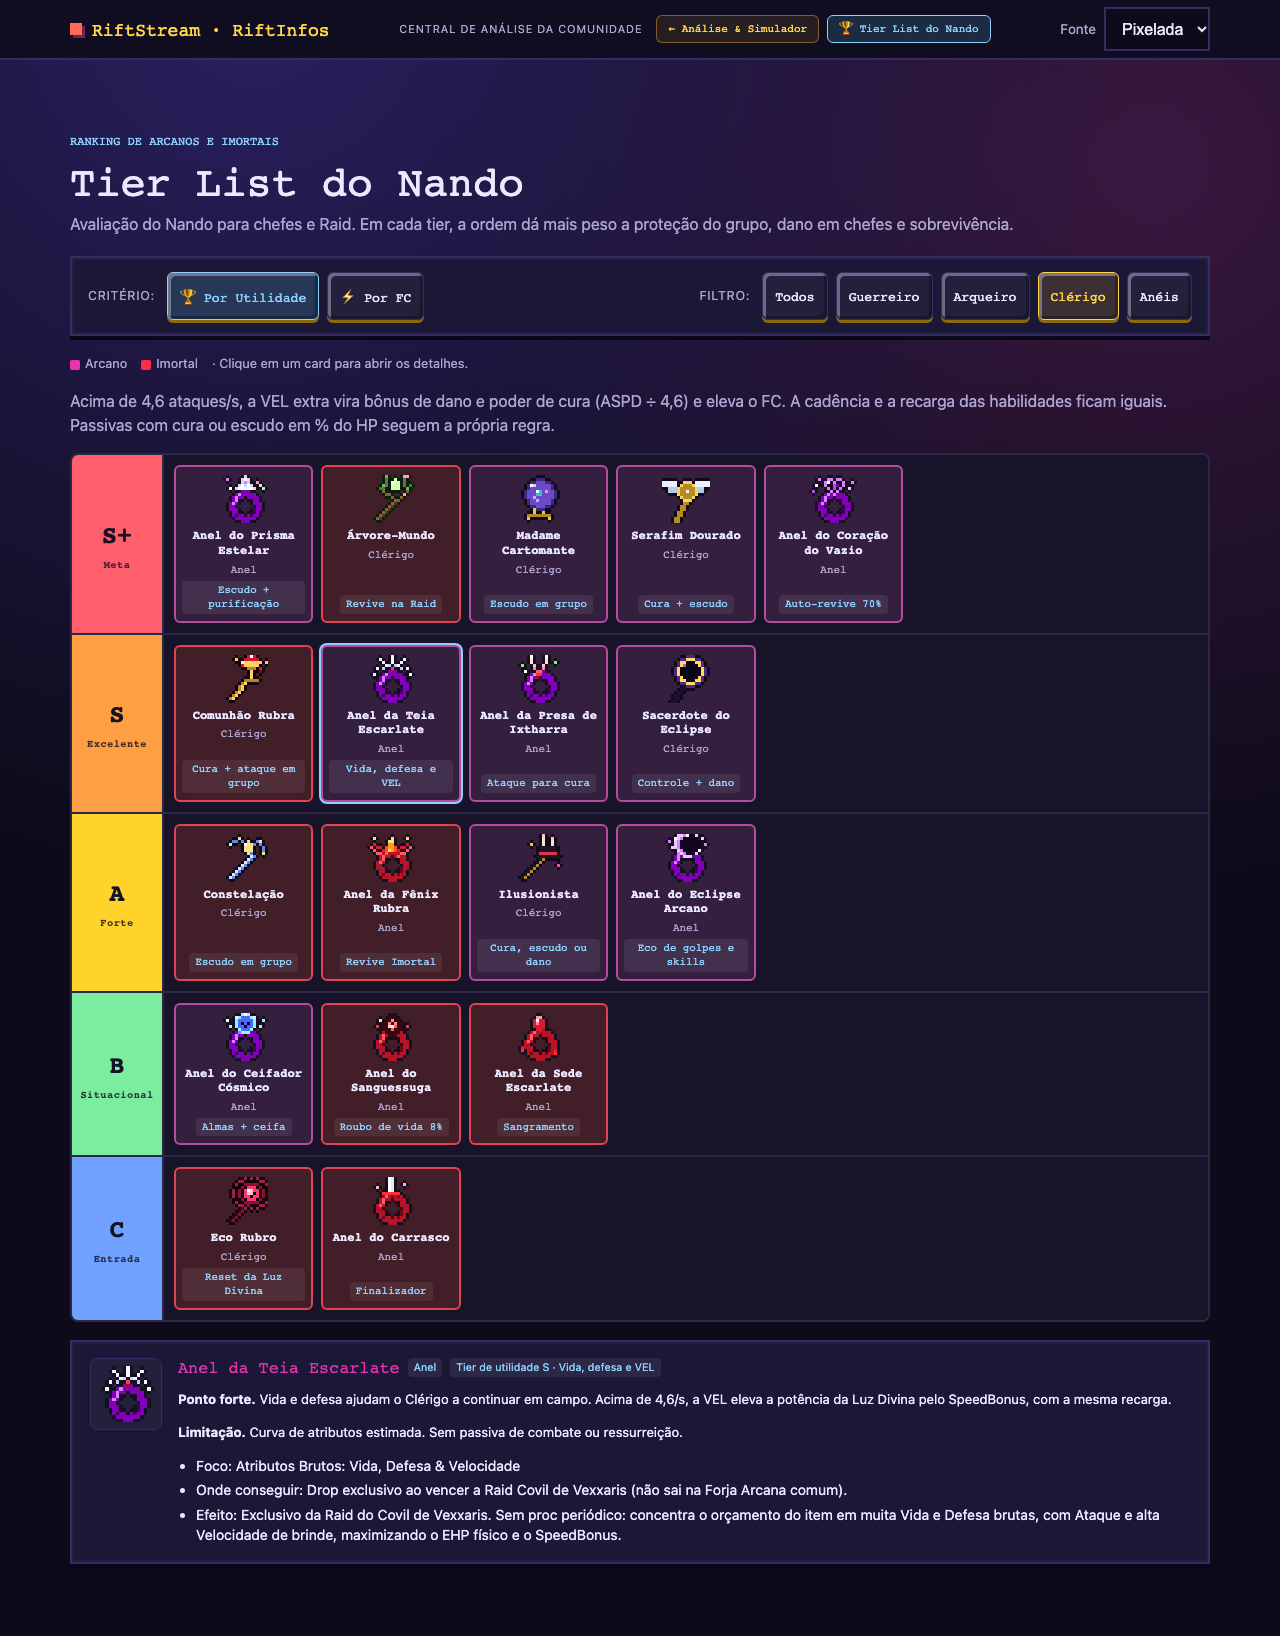 RiftStream • RiftInfos
CENTRAL DE ANÁLISE DA COMUNIDADE
← Análise & Simulador
🏆 Tier List do Nando
Fonte
Pixelada
RANKING DE ARCANOS E IMORTAIS
Tier List do Nando
Avaliação do Nando para chefes e Raid. Em cada tier, a ordem dá mais peso a proteção do grupo, dano em chefes e sobrevivência.
CRITÉRIO:
🏆 Por Utilidade
⚡ Por FC
FILTRO:
Todos
Guerreiro
Arqueiro
Clérigo
Anéis
Arcano
Imortal
· Clique em um card para abrir os detalhes.
Acima de 4,6 ataques/s, a VEL extra vira bônus de dano e poder de cura (ASPD ÷ 4,6) e eleva o FC. A cadência e a recarga das habilidades ficam iguais.
Passivas com cura ou escudo em % do HP seguem a própria regra.
S+
Meta
Anel do Prisma
Estelar
Anel
Escudo +
purificação
Árvore-Mundo
Clérigo
Revive na Raid
Madame
Cartomante
Clérigo
Escudo em grupo
Serafim Dourado
Clérigo
Cura + escudo
Anel do Coração
do Vazio
Anel
Auto-revive 70%
S
Excelente
Comunhão Rubra
Clérigo
Cura + ataque em
grupo
Anel da Teia
Escarlate
Anel
Vida, defesa e
VEL
Anel da Presa de
Ixtharra
Anel
Ataque para cura
Sacerdote do
Eclipse
Clérigo
Controle + dano
A
Forte
Constelação
Clérigo
Escudo em grupo
Anel da Fênix
Rubra
Anel
Revive Imortal
Ilusionista
Clérigo
Cura, escudo ou
dano
Anel do Eclipse
Arcano
Anel
Eco de golpes e
skills
B
Situacional
Anel do Ceifador
Cósmico
Anel
Almas + ceifa
Anel do
Sanguessuga
Anel
Roubo de vida 8%
Anel da Sede
Escarlate
Anel
Sangramento
C
Entrada
Eco Rubro
Clérigo
Reset da Luz
Divina
Anel do Carrasco
Anel
Finalizador
Anel da Teia Escarlate
Anel
Tier de utilidade S · Vida, defesa e VEL
Ponto forte. Vida e defesa ajudam o Clérigo a continuar em campo. Acima de 4,6/s, a VEL eleva a potência da Luz Divina pelo SpeedBonus, com a mesma recarga.
Limitação. Curva de atributos estimada. Sem passiva de combate ou ressurreição.
• Foco: Atributos Brutos: Vida, Defesa & Velocidade
• Onde conseguir: Drop exclusivo ao vencer a Raid Covil de Vexxaris (não sai na Forja Arcana comum).
• Efeito: Exclusivo da Raid do Covil de Vexxaris. Sem proc periódico: concentra o orçamento do item em muita Vida e Defesa brutas, com Ataque e alta
Velocidade de brinde, maximizando o EHP físico e o SpeedBonus.